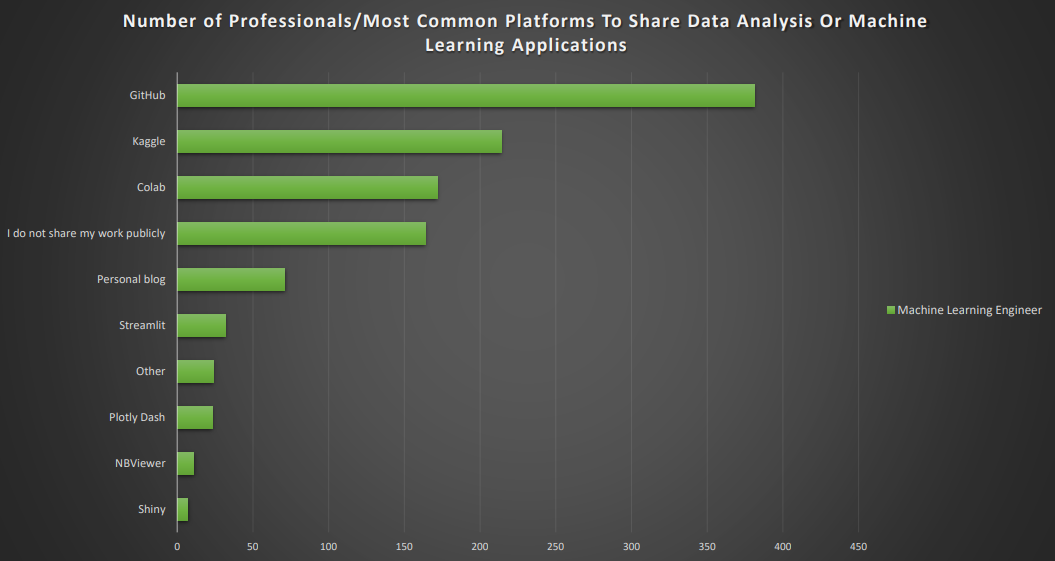 Number of Professionals/Most Common Platforms To Share Data Analysis Or Machine
Learning Applications
GitHub
Kaggle
Colab
I do not share my work publicly
Personal blog
Streamlit
Other
Plotly Dash
NBViewer
Shiny
0 50 100 150 200 250 300 350 400 450
Machine Learning Engineer